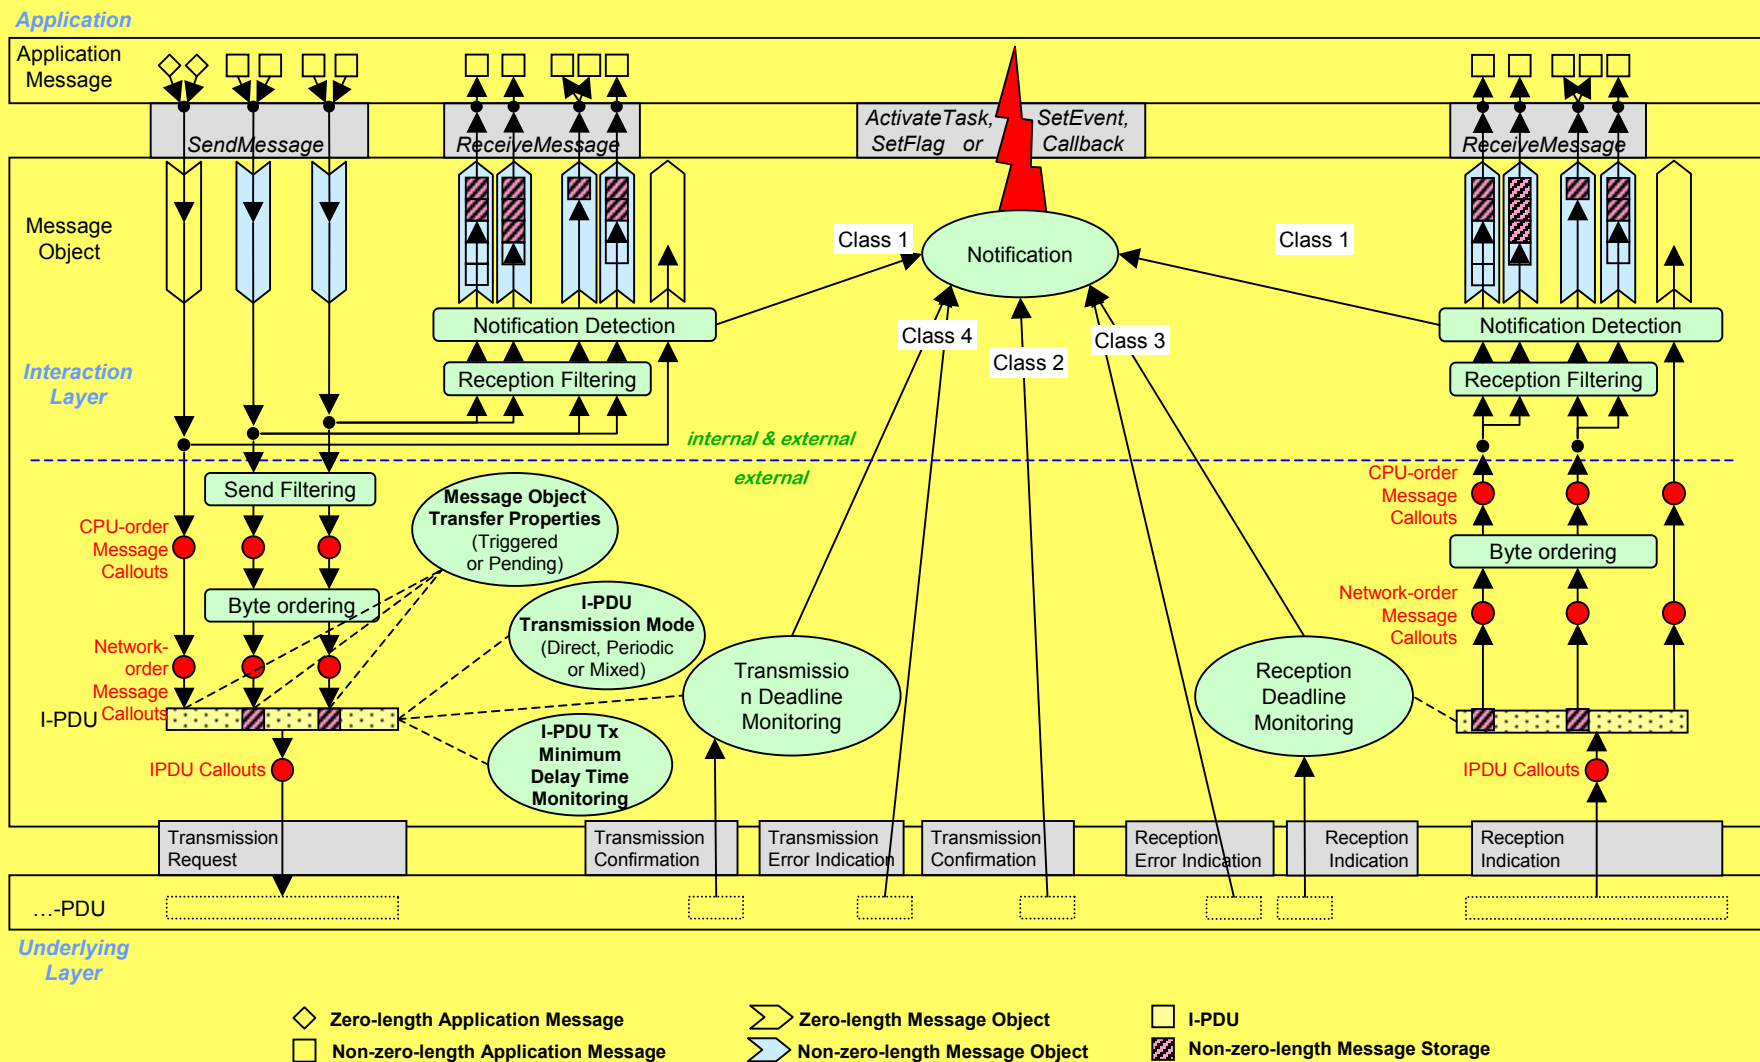 Application
Application
Message
SendMessage
ReceiveMessage
ActivateTask,
SetFlag or
SetEvent,
Callback
ReceiveMessage
Message
Object
Class 1
Notification
Class 1
Notification Detection
Class 4
Class 2
Class 3
Notification Detection
Interaction
Layer
Reception Filtering
Reception Filtering
internal & external
external
Send Filtering
Message Object
Transfer Properties
(Triggered
or Pending)
CPU-order
Message
Callouts
CPU-order
Message
Callouts
Byte ordering
Byte ordering
I-PDU
Transmission Mode
(Direct, Periodic
or Mixed)
Network-
order
Message
Callouts
Network-order
Message
Callouts
Transmissio
n Deadline
Monitoring
Reception
Deadline
Monitoring
I-PDU
I-PDU Tx
Minimum
Delay Time
Monitoring
IPDU Callouts
IPDU Callouts
Transmission
Request
Transmission
Confirmation
Transmission
Error Indication
Transmission
Confirmation
Reception
Error Indication
Reception
Indication
Reception
Indication
...-PDU
Underlying
Layer
Zero-length Application Message
Zero-length Message Object
I-PDU
Non-zero-length Application Message
Non-zero-length Message Object
Non-zero-length Message Storage